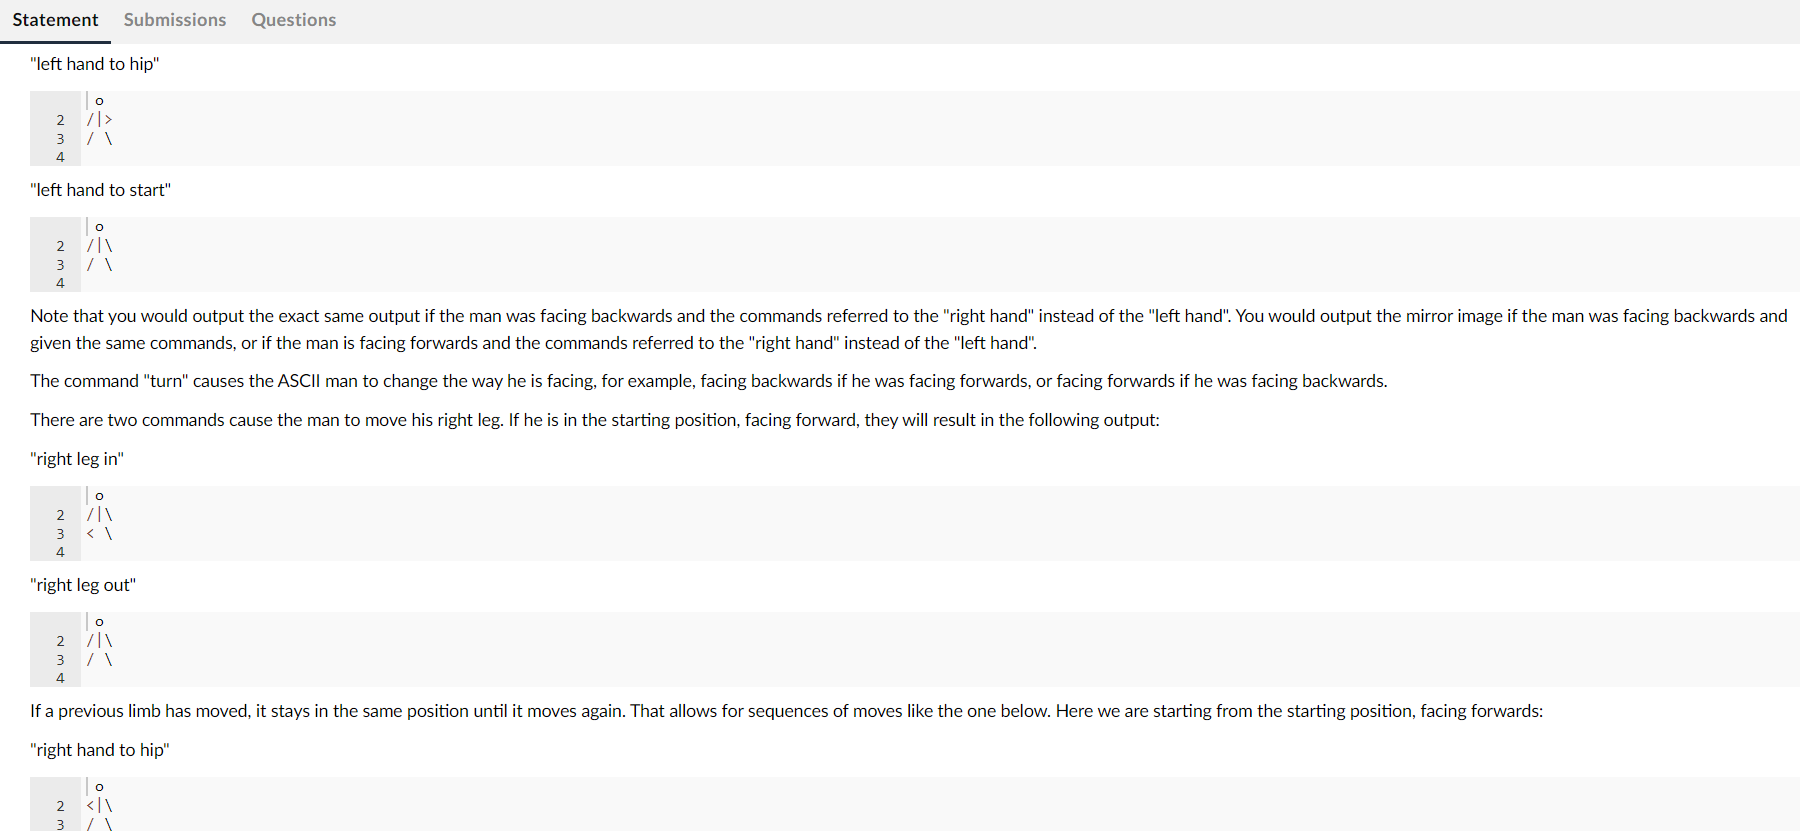 Statement Submissions Questions
"left hand to hip"
 o
2 /|>
3 / \
4
"left hand to start"
 o
2 /|\
3 / \
4
Note that you would output the exact same output if the man was facing backwards and the commands referred to the "right hand" instead of the "left hand". You would output the mirror image if the man was facing backwards and
given the same commands, or if the man is facing forwards and the commands referred to the "right hand" instead of the "left hand".
The command "turn" causes the ASCII man to change the way he is facing, for example, facing backwards if he was facing forwards, or facing forwards if he was facing backwards.
There are two commands cause the man to move his right leg. If he is in the starting position, facing forward, they will result in the following output:
"right leg in"
 o
2 /|\
3 < \
4
"right leg out"
 o
2 /|\
3 / \
4
If a previous limb has moved, it stays in the same position until it moves again. That allows for sequences of moves like the one below. Here we are starting from the starting position, facing forwards:
"right hand to hip"
 o
2 <|\
3 / \